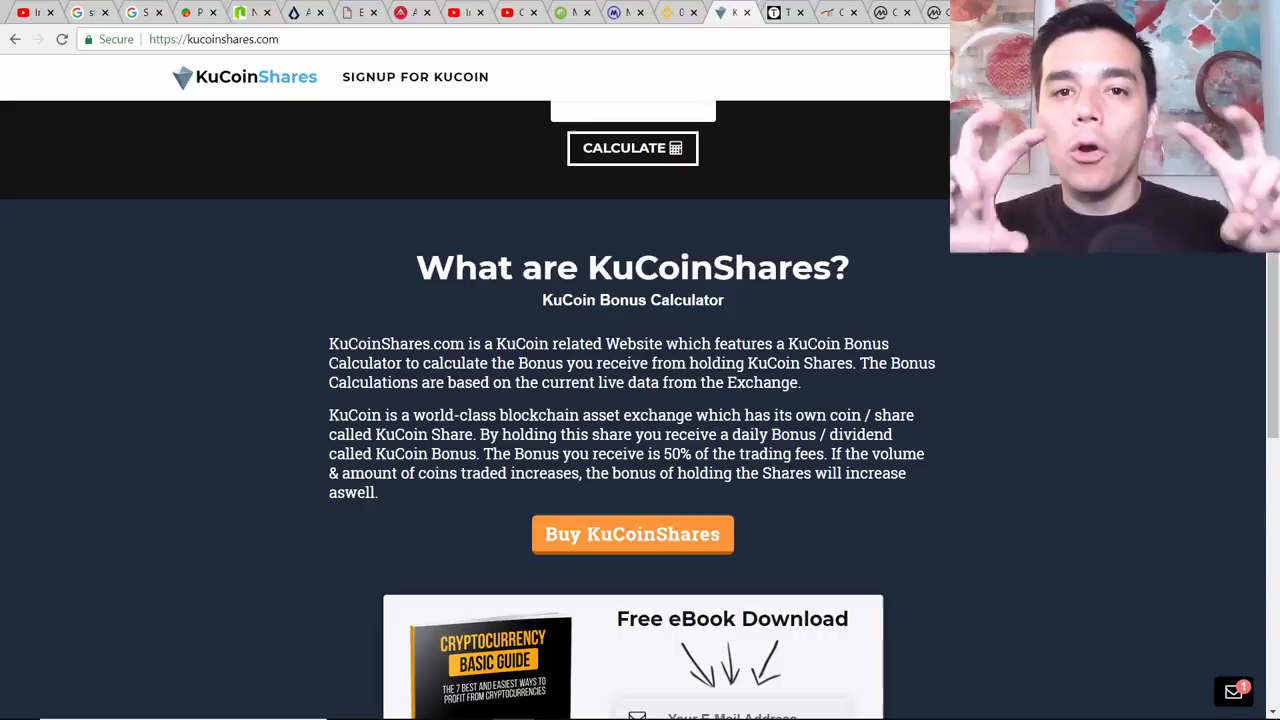 Secure
https://kucoinshares.com
KuCoinShares
SIGNUP FOR KUCOIN
CALCULATE
What are KuCoinShares?
KuCoin Bonus Calculator
KuCoinShares.com is a KuCoin related Website which features a KuCoin Bonus
Calculator to calculate the Bonus you receive from holding KuCoin Shares. The Bonus
Calculations are based on the current live data from the Exchange.
KuCoin is a world-class blockchain asset exchange which has its own coin / share
called KuCoin Share. By holding this share you receive a daily Bonus / dividend
called KuCoin Bonus. The Bonus you receive is 50% of the trading fees. If the volume
& amount of coins traded increases, the bonus of holding the Shares will increase
aswell.
Buy KuCoinShares
CRYPTOCURRENCY
BASIC GUIDE
THE 7 BEST AND EASIEST WAYS TO
PROFIT FROM CRYPTOCURRENCIES
Free eBook Download
Your E-Mail Address
1